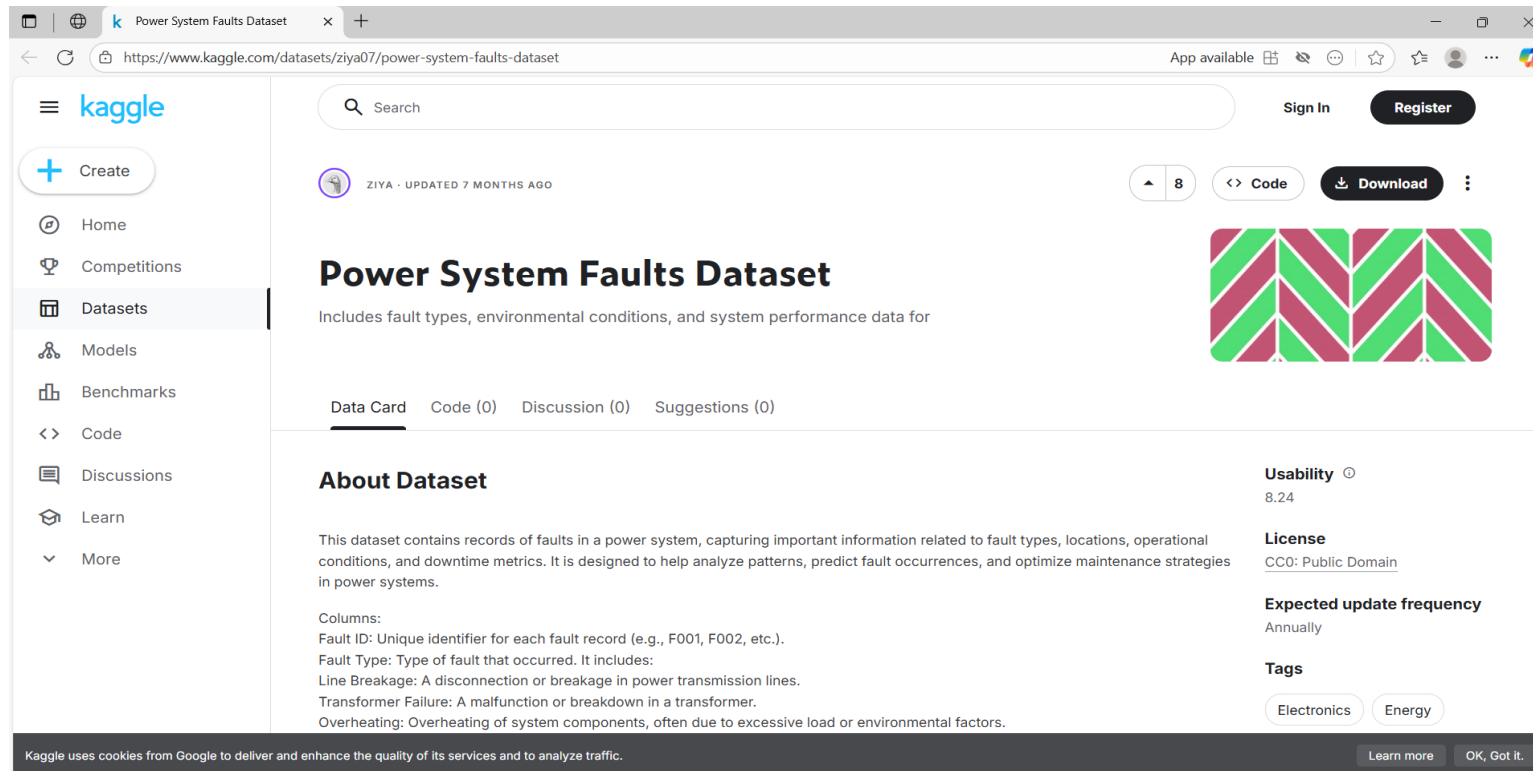 Power System Faults Dataset
https://www.kaggle.com/datasets/ziya07/power-system-faults-dataset
App available
kaggle
Search
Sign In
Register
Create
Home
Competitions
Datasets
Models
Benchmarks
Code
Discussions
Learn
More
ZIYA · UPDATED 7 MONTHS AGO
8
<> Code
Download
Power System Faults Dataset
Includes fault types, environmental conditions, and system performance data for
Data Card
Code (0)
Discussion (0)
Suggestions (0)
About Dataset
This dataset contains records of faults in a power system, capturing important information related to fault types, locations, operational
conditions, and downtime metrics. It is designed to help analyze patterns, predict fault occurrences, and optimize maintenance strategies
in power systems.
Columns:
Fault ID: Unique identifier for each fault record (e.g., F001, F002, etc.).
Fault Type: Type of fault that occurred. It includes:
Line Breakage: A disconnection or breakage in power transmission lines.
Transformer Failure: A malfunction or breakdown in a transformer.
Overheating: Overheating of system components, often due to excessive load or environmental factors.
Usability
8.24
License
CC0: Public Domain
Expected update frequency
Annually
Tags
Electronics
Energy
Kaggle uses cookies from Google to deliver and enhance the quality of its services and to analyze traffic.
Learn more
OK, Got it.